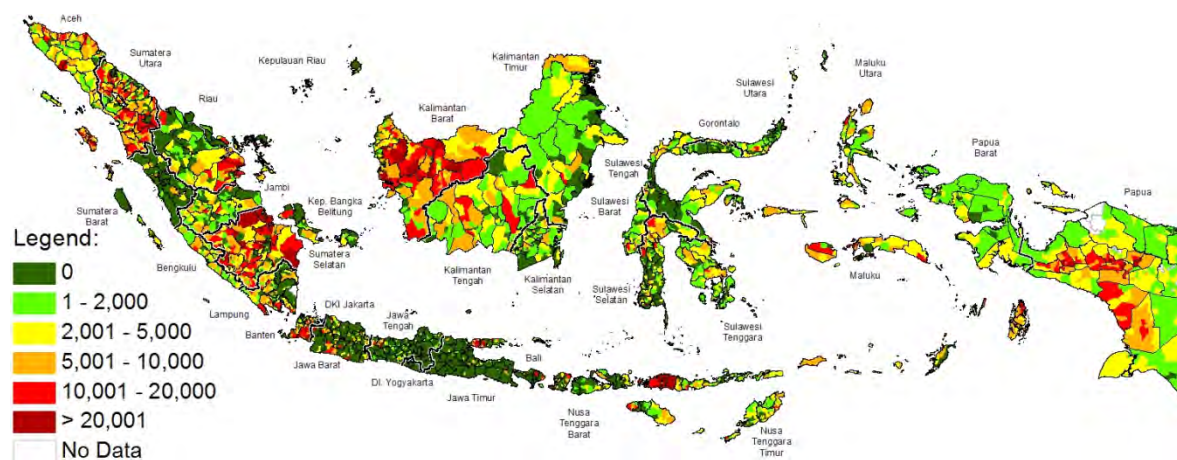 Aceh
Sumatera
Utara
Kepulauan Riau
Riau
Kalimantan
Timur
Sulawesi
Utara
Maluku
Utara
Kalimantan
Barat
Gorontalo
Papua
Barat
Papua
Sulawesi
Tengah
Jambi
Kep. Bangka
Belitung
Sulawesi
Barat
Sumatera
Barat
Sumatera
Selatan
Bengkulu
Kalimantan
Tengah
Kalimantan
Selatan
Sulawesi
Selatan
Maluku
Lampung
DKI Jakarta
Jawa
Tengah
Sulawesi
Tenggara
Banten
Jawa Barat
Bali
DI. Yogyakarta
Jawa Timur
Nusa
Tenggara
Barat
Nusa
Tenggara
Timur
Legend:
0
1 - 2,000
2,001 - 5,000
5,001 - 10,000
10,001 - 20,000
> 20,001
No Data